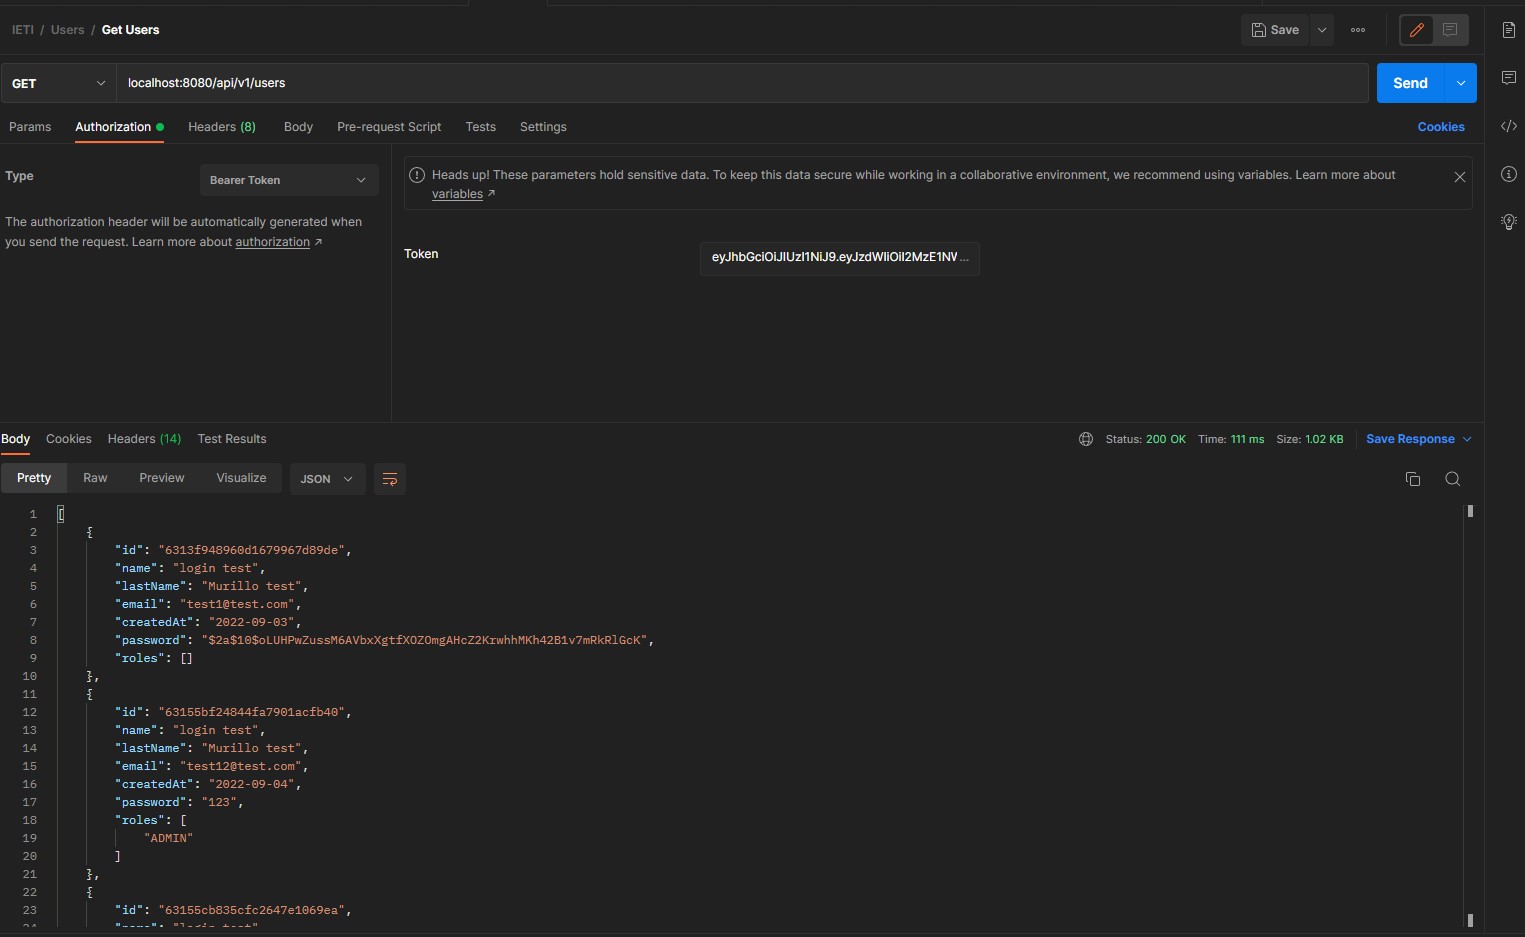 IETI / Users / Get Users
Save
GET
localhost:8080/api/v1/users
Send
Params Authorization Headers (8) Body Pre-request Script Tests Settings Cookies
Type
Bearer Token
The authorization header will be automatically generated when
you send the request. Learn more about authorization ↗
Heads up! These parameters hold sensitive data. To keep this data secure while working in a collaborative environment, we recommend using variables. Learn more about
variables ↗
Token
eyJhbGciOiJIUzI1NiJ9.eyJzdWIiOiI2MzE1NV ...
Body Cookies Headers (14) Test Results Status: 200 OK Time: 111 ms Size: 1.02 KB Save Response
Pretty Raw Preview Visualize JSON
1 [
2 {
3 "id": "6313f948960d1679967d89de",
4 "name": "login test",
5 "lastName": "Murillo test",
6 "email": "test1@test.com",
7 "createdAt": "2022-09-03",
8 "password": "$2a$10$oLUHPwZussM6AVbxXgtfXOZOmgAHcZ2KrwhhMKh42B1v7mRkRlGcK",
9 "roles": []
10 },
11 {
12 "id": "63155bf24844fa7901acfb40",
13 "name": "login test",
14 "lastName": "Murillo test",
15 "email": "test12@test.com",
16 "createdAt": "2022-09-04",
17 "password": "123",
18 "roles": [
19 "ADMIN"
20 ]
21 },
22 {
23 "id": "63155cb835cfc2647e1069ea",
24 "name": "login test"